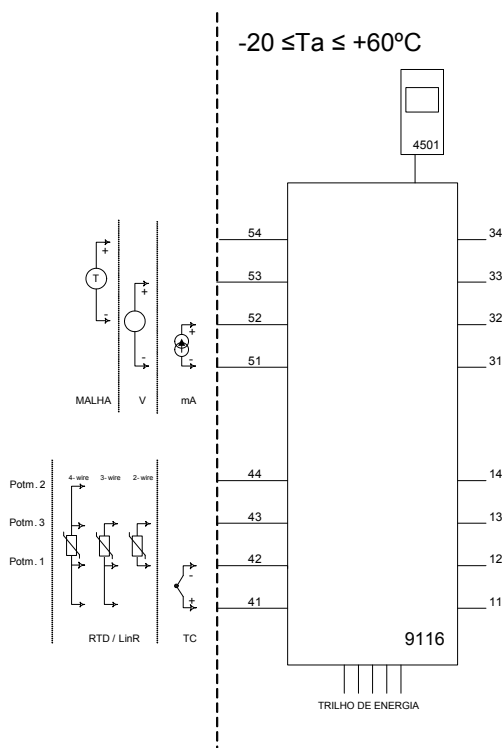 -20 ≤Ta ≤ +60ºC
4501
54
34
+
T
53
33
+
-
52
32
+
-
-
51
31
MALHA
V
mA
44
14
Potm. 2
4- wire
3- wire
2- wire
43
13
Potm. 3
42
12
Potm. 1
-
+
41
11
RTD / LinR
TC
9116
TRILHO DE ENERGIA